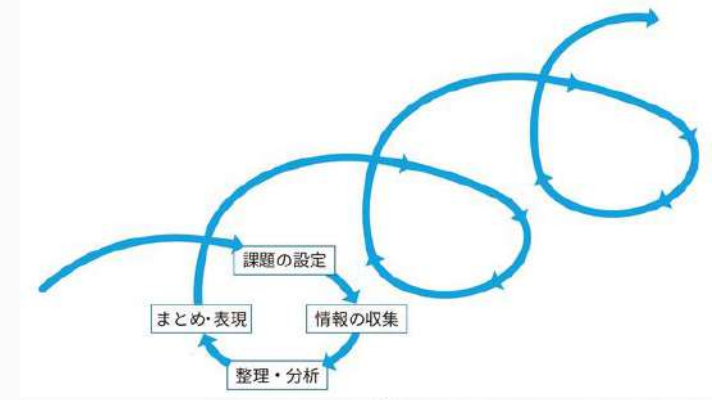 課題の設定
情報の収集
整理・分析
まとめ・表現